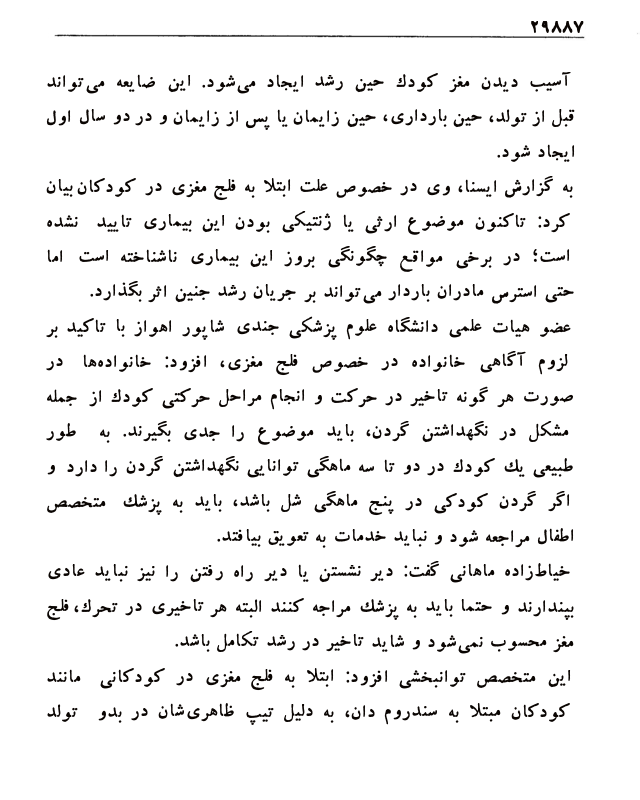 ۲۹۸۸۷
آسیب دیدن مغز کودك حین رشد ایجاد می‌شود. این ضایعه می‌تواند
قبل از تولد، حین بارداری، حین زایمان یا پس از زایمان و در دو سال اول
ایجاد شود.
به گزارش ایسنا، وی در خصوص علت ابتلا به فلج مغزی در کودکان بیان
کرد: تاکنون موضوع ارثی یا ژنتیکی بودن این بیماری تایید نشده
است؛ در برخی مواقع چگونگی بروز این بیماری ناشناخته است اما
حتی استرس مادران باردار می‌تواند بر جریان رشد جنین اثر بگذارد.
عضو هیات علمی دانشگاه علوم پزشکی جندی شاپور اهواز با تاکید بر
لزوم آگاهی خانواده در خصوص فلج مغزی، افزود: خانواده‌ها در
صورت هر گونه تاخیر در حرکت و انجام مراحل حرکتی کودك از جمله
مشکل در نگهداشتن گردن، باید موضوع را جدی بگیرند. به طور
طبیعی یك کودك در دو تا سه ماهگی توانایی نگهداشتن گردن را دارد و
اگر گردن کودکی در پنج ماهگی شل باشد، باید به پزشك متخصص
اطفال مراجعه شود و نباید خدمات به تعویق بیافتد.
خیاط‌زاده ماهانی گفت: دیر نشستن یا دیر راه رفتن را نیز نباید عادی
بپندارند و حتما باید به پزشك مراجه کنند البته هر تاخیری در تحرك، فلج
مغز محسوب نمی‌شود و شاید تاخیر در رشد تکامل باشد.
این متخصص توانبخشی افزود: ابتلا به فلج مغزی در کودکانی مانند
کودکان مبتلا به سندروم دان، به دلیل تیپ ظاهری‌شان در بدو تولد